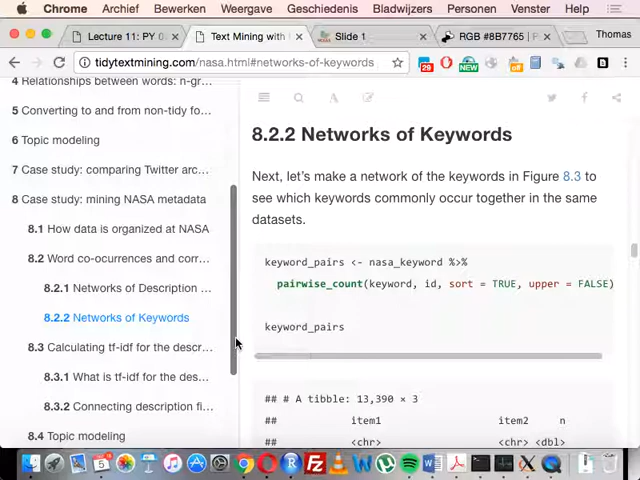 Chrome Archief Bewerken Weergave Geschiedenis Bladwijzers Personen Venster Help
Lecture 11: PY 0 Text Mining with Slide 1 RGB #8B7765 | Thomas
tidytextmining.com/nasa.html#networks-of-keywords 29 NEW
4 Relationships between words: n-gr...
5 Converting to and from non-tidy fo...
6 Topic modeling
7 Case study: comparing Twitter arc...
8 Case study: mining NASA metadata
8.1 How data is organized at NASA
8.2 Word co-ocurrences and corr...
8.2.1 Networks of Description ...
8.2.2 Networks of Keywords
8.3 Calculating tf-idf for the descr...
8.3.1 What is tf-idf for the des...
8.3.2 Connecting description fi...
8.4 Topic modeling
A
8.2.2 Networks of Keywords
Next, let's make a network of the keywords in Figure 8.3 to
see which keywords commonly occur together in the same
datasets.
keyword_pairs <- nasa_keyword %>%
pairwise_count(keyword, id, sort = TRUE, upper = FALSE)
keyword_pairs
## # A tibble: 13,390 × 3
## item1 item2 n
## <chr> <chr> <dbl>
5